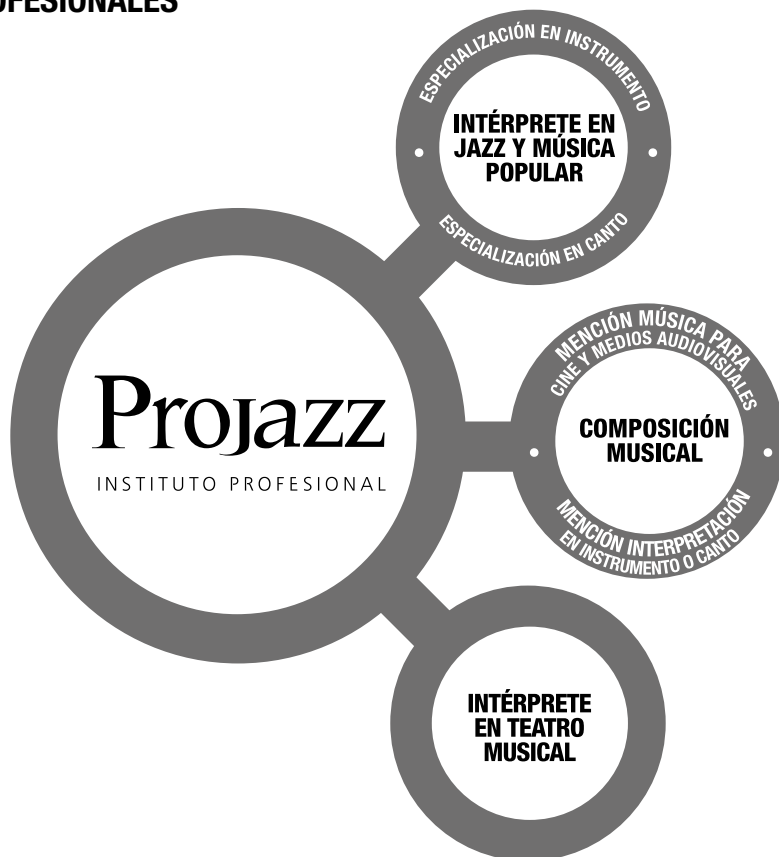 OFESIONALES
ESPECIALIZACIÓN EN INSTRUMENTO
INTÉRPRETE EN
JAZZ Y MÚSICA
POPULAR
ESPECIALIZACIÓN EN CANTO
Projazz
INSTITUTO PROFESIONAL
MENCIÓN MÚSICA PARA
CINE Y MEDIOS AUDIOVISUALES
COMPOSICIÓN
MUSICAL
MENCIÓN INTERPRETACIÓN
EN INSTRUMENTO O CANTO
INTÉRPRETE
EN TEATRO
MUSICAL